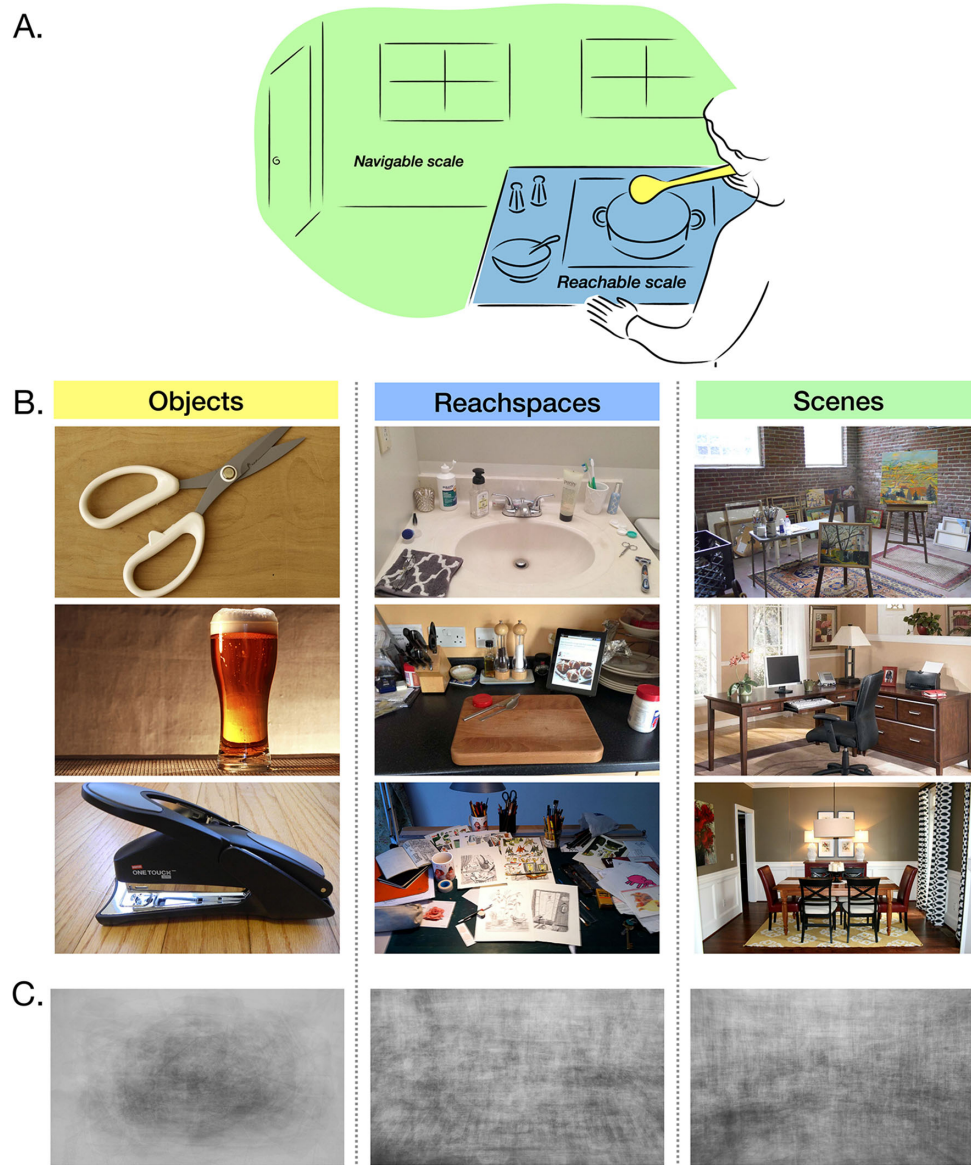 A.
Navigable scale
Reachable scale
B.
Objects
Reachspaces
Scenes
ONE TOUCH
C.